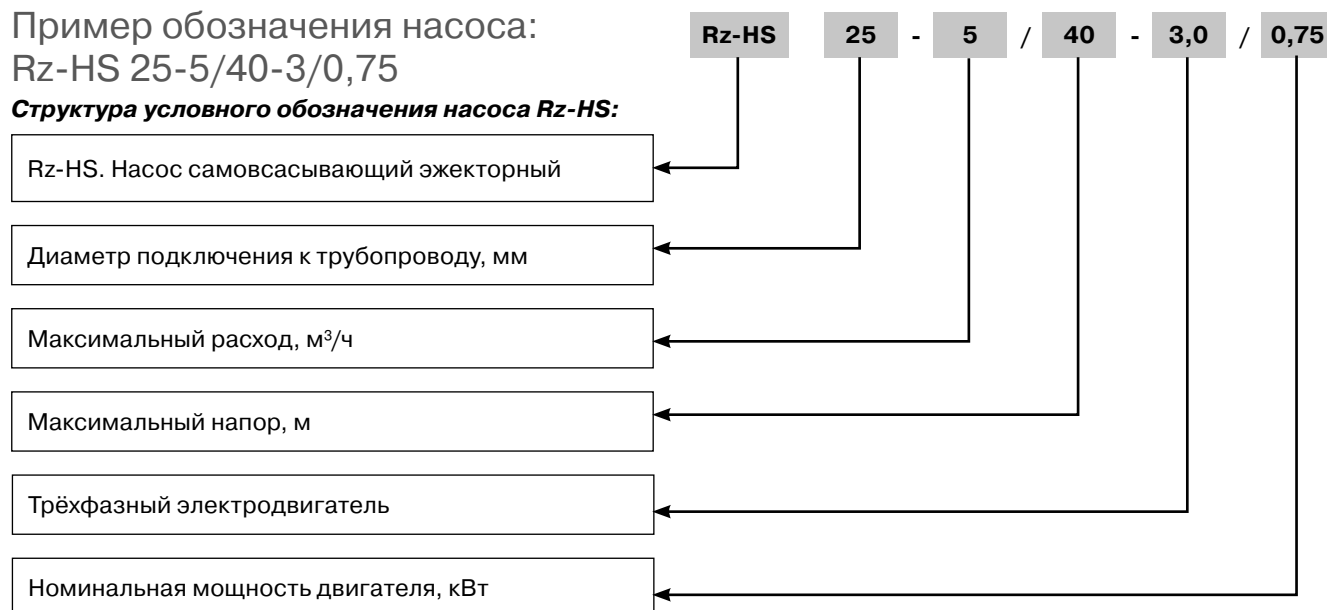 Пример обозначения насоса:
Rz-HS 25-5/40-3/0,75
Rz-HS 25 - 5 / 40 - 3,0 / 0,75
Структура условного обозначения насоса Rz-HS:
Rz-HS. Насос самовсасывающий эжекторный
Диаметр подключения к трубопроводу, мм
Максимальный расход, м³/ч
Максимальный напор, м
Трёхфазный электродвигатель
Номинальная мощность двигателя, кВт